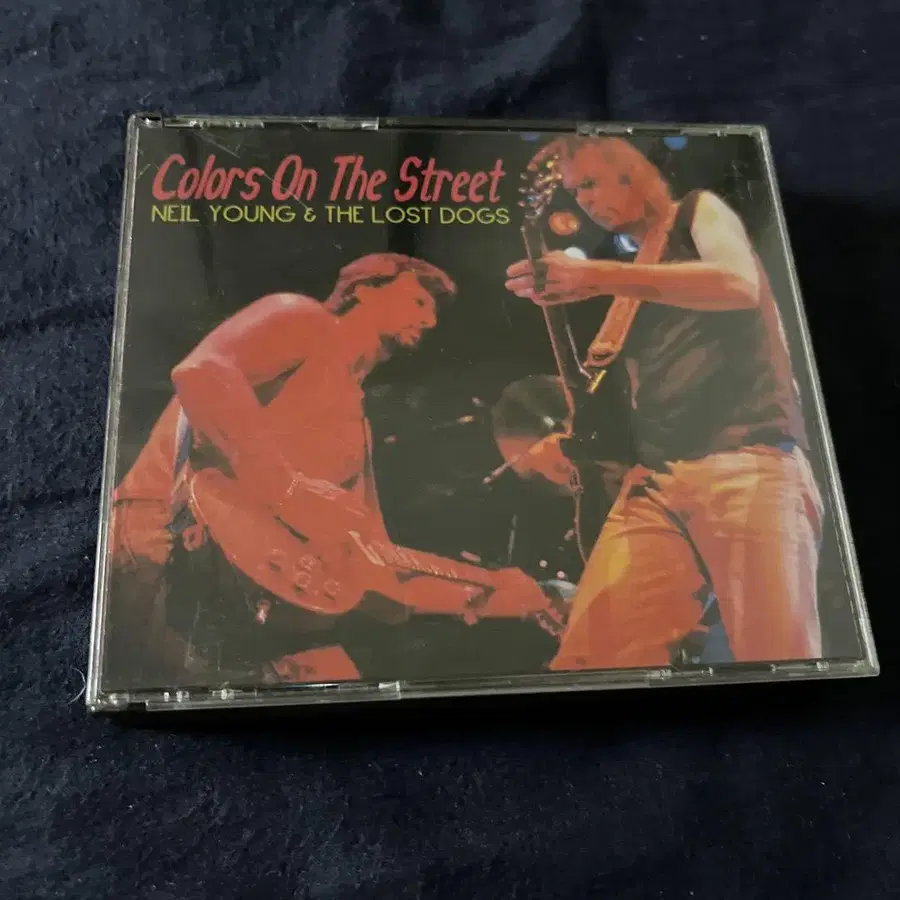 Colors On The Street
NEIL YOUNG & THE LOST DOGS